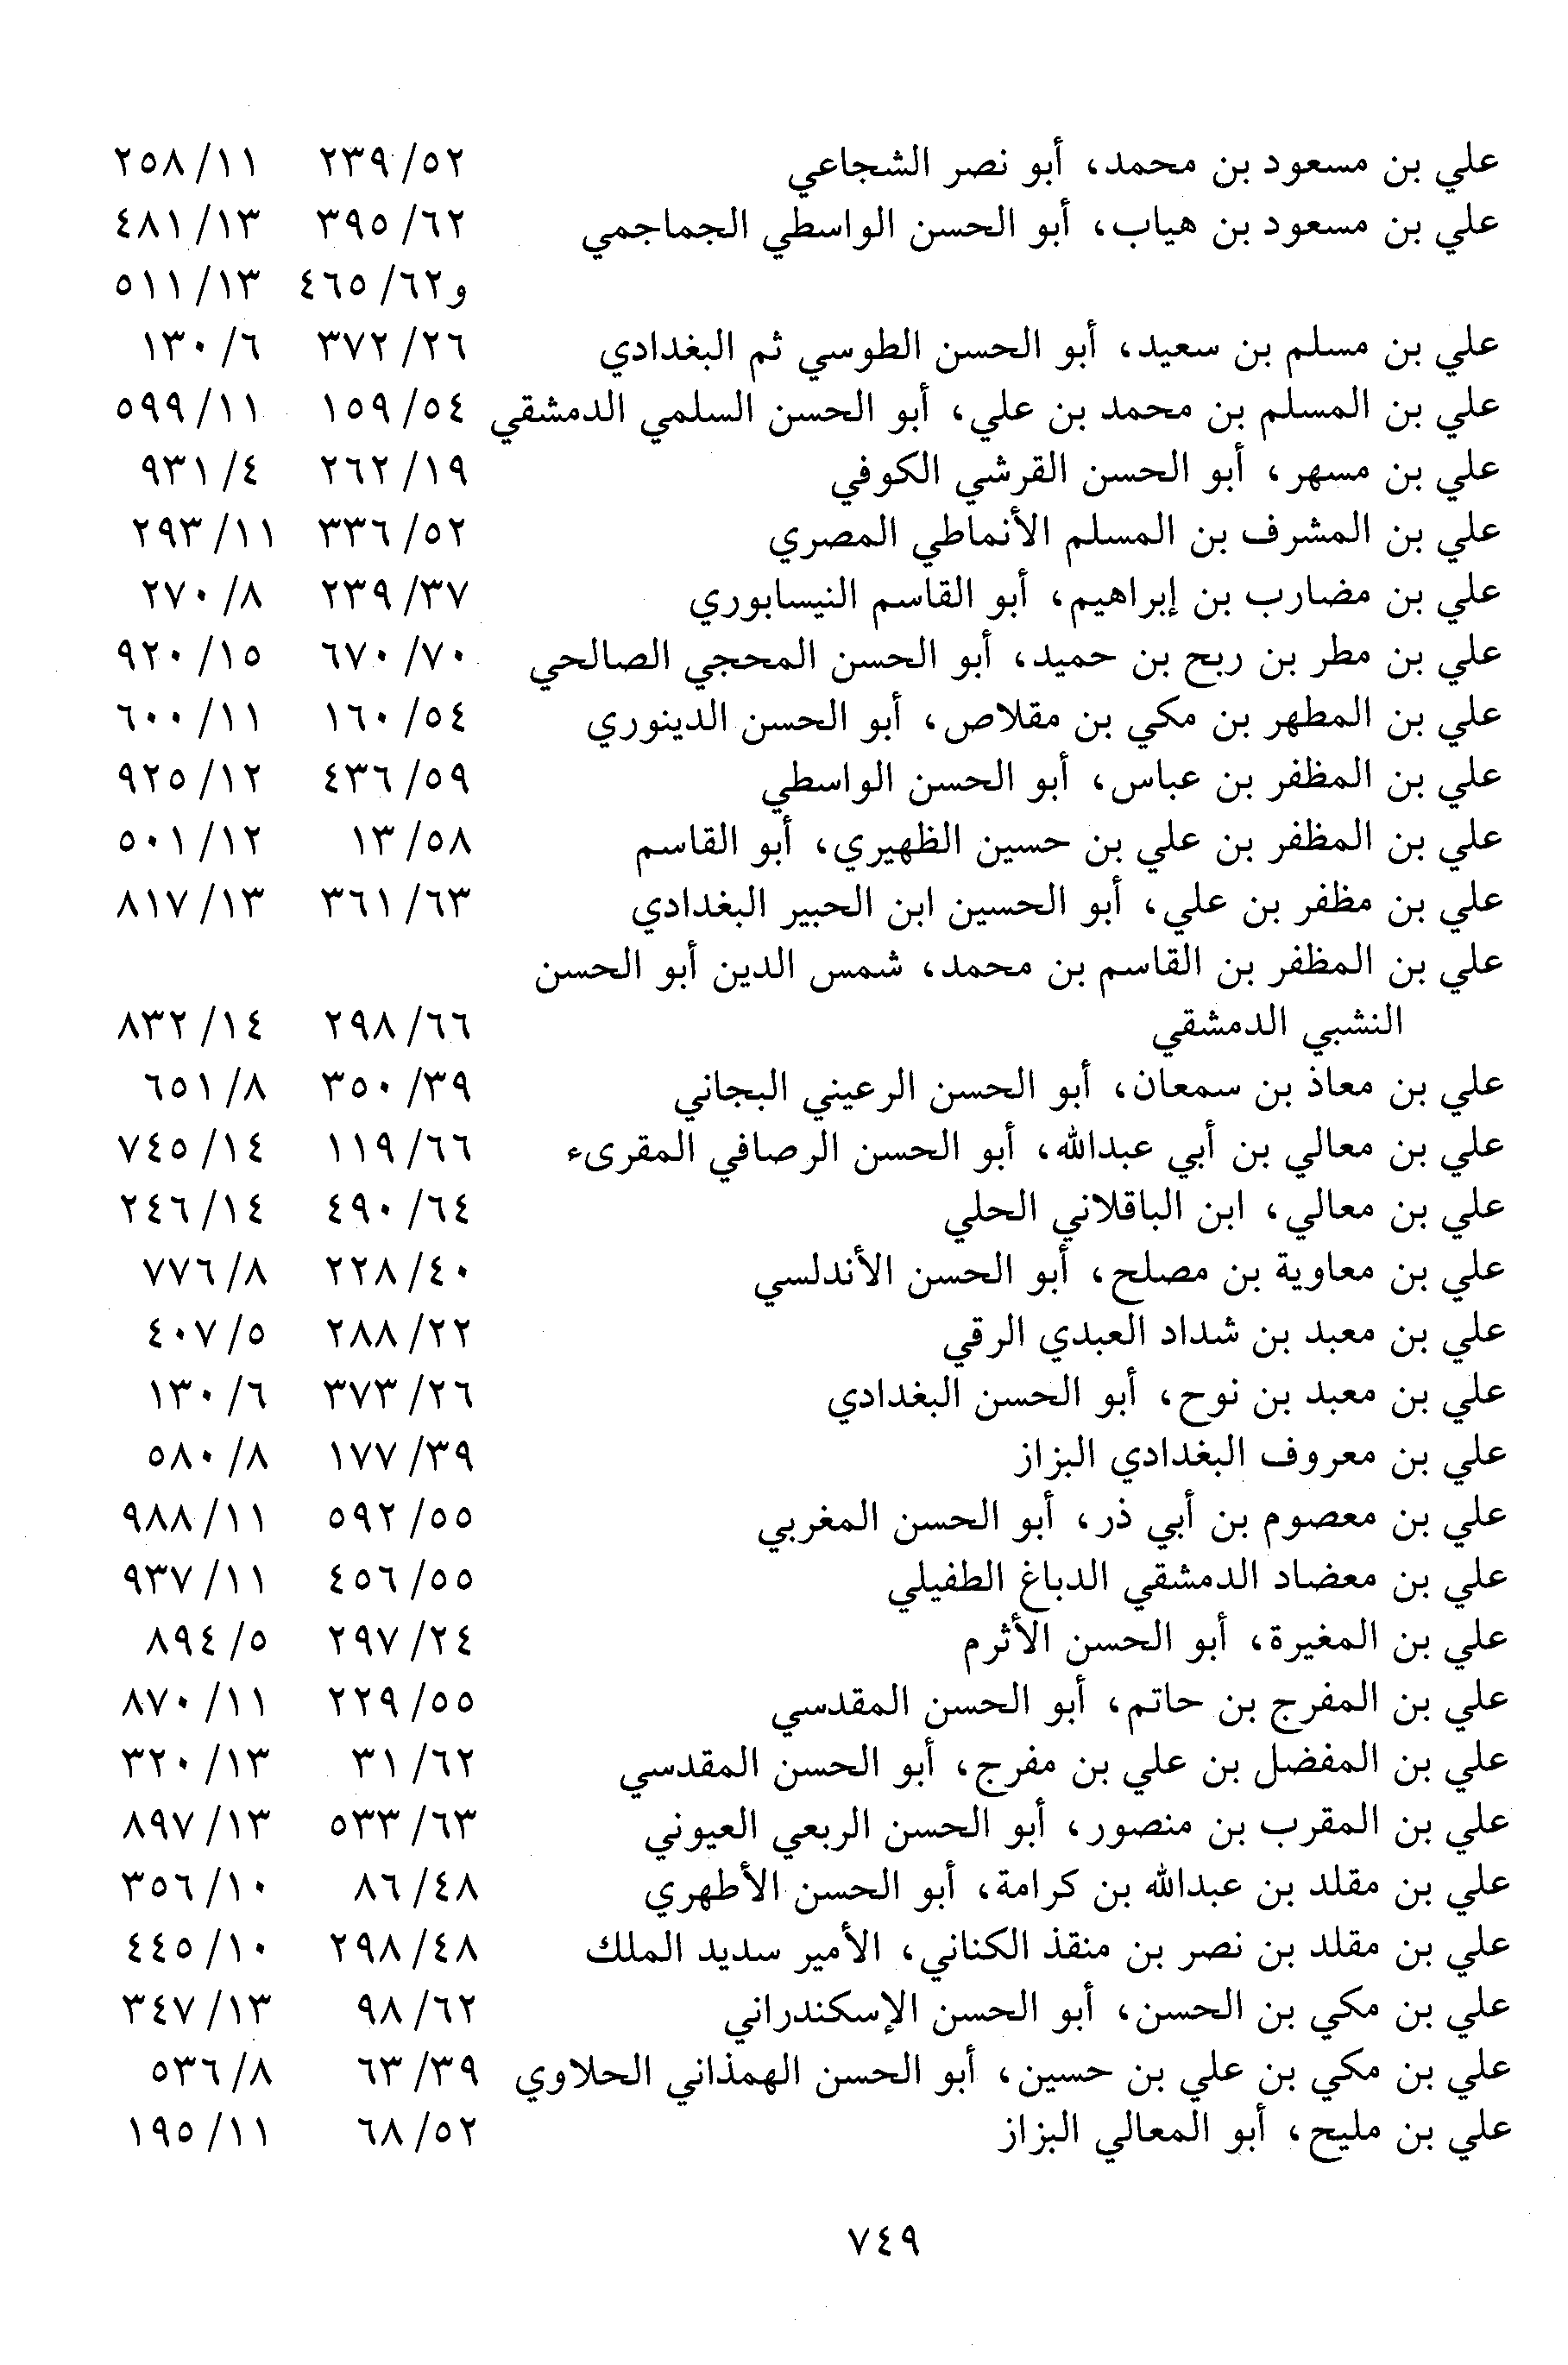 علي بن مسعود بن محمد، أبو نصر الشجاعي ٥٢/ ٢٣٩ ١١/ ٢٥٨
علي بن مسعود بن هياب، أبو الحسن الواسطي الجماجمي ٦٢/ ٣٩٥ ١٣/ ٤٨١
و٦٢/ ٤٦٥ ١٣/ ٥١١
علي بن مسلم بن سعيد، أبو الحسن الطوسي ثم البغدادي ٢٦/ ٣٧٢ ٦/ ١٣٠
علي بن المسلم بن محمد بن علي، أبو الحسن السلمي الدمشقي ٥٤/ ١٥٩ ١١/ ٥٩٩
علي بن مسهر، أبو الحسن القرشي الكوفي ١٩/ ٢٦٢ ٤/ ٩٣١
علي بن المشرف بن المسلم الأنماطي المصري ٥٢/ ٣٣٦ ١١/ ٢٩٣
علي بن مضارب بن إبراهيم، أبو القاسم النيسابوري ٣٧/ ٢٣٩ ٨/ ٢٧٠
علي بن مطر بن ربح بن حميد، أبو الحسن المحجي الصالحي ٧٠/ ٦٧٠ ١٥/ ٩٢٠
علي بن المطهر بن مكي بن مقلاص، أبو الحسن الدينوري ٥٤/ ١٦٠ ١١/ ٦٠٠
علي بن المظفر بن عباس، أبو الحسن الواسطي ٥٩/ ٤٣٦ ١٢/ ٩٢٥
علي بن المظفر بن علي بن حسين الظهيري، أبو القاسم ٥٨/ ١٣ ١٢/ ٥٠١
علي بن مظفر بن علي، أبو الحسين ابن الحبير البغدادي ٦٣/ ٣٦١ ١٣/ ٨١٧
علي بن المظفر بن القاسم بن محمد، شمس الدين أبو الحسن
النشبي الدمشقي ٦٦/ ٢٩٨ ١٤/ ٨٣٢
علي بن معاذ بن سمعان، أبو الحسن الرعيني البجاني ٣٩/ ٣٥٠ ٨/ ٦٥١
علي بن معالي بن أبي عبدالله، أبو الحسن الرصافي المقرىء ٦٦/ ١١٩ ١٤/ ٧٤٥
علي بن معالي، ابن الباقلاني الحلي ٦٤/ ٤٩٠ ١٤/ ٢٤٦
علي بن معاوية بن مصلح، أبو الحسن الأندلسي ٤٠/ ٢٢٨ ٨/ ٧٧٦
علي بن معبد بن شداد العبدي الرقي ٢٢/ ٢٨٨ ٥/ ٤٠٧
علي بن معبد بن نوح، أبو الحسن البغدادي ٢٦/ ٣٧٣ ٦/ ١٣٠
علي بن معروف البغدادي البزاز ٣٩/ ١٧٧ ٨/ ٥٨٠
علي بن معصوم بن أبي ذر، أبو الحسن المغربي ٥٥/ ٥٩٢ ١١/ ٩٨٨
علي بن معضاد الدمشقي الدباغ الطفيلي ٥٥/ ٤٥٦ ١١/ ٩٣٧
علي بن المغيرة، أبو الحسن الأثرم ٢٤/ ٢٩٧ ٥/ ٨٩٤
علي بن المفرج بن حاتم، أبو الحسن المقدسي ٥٥/ ٢٢٩ ١١/ ٨٧٠
علي بن المفضل بن علي بن مفرج، أبو الحسن المقدسي ٦٢/ ٣١ ١٣/ ٣٢٠
علي بن المقرب بن منصور، أبو الحسن الربعي العيوني ٦٣/ ٥٣٣ ١٣/ ٨٩٧
علي بن مقلد بن عبدالله بن كرامة، أبو الحسن الأطهري ٤٨/ ٨٦ ١٠/ ٣٥٦
علي بن مقلد بن نصر بن منقذ الكناني، الأمير سديد الملك ٤٨/ ٢٩٨ ١٠/ ٤٤٥
علي بن مكي بن الحسن، أبو الحسن الإسكندراني ٦٢/ ٩٨ ١٣/ ٣٤٧
علي بن مكي بن علي بن حسين، أبو الحسن الهمذاني الحلاوي ٣٩/ ٦٣ ٨/ ٥٣٦
علي بن مليح، أبو المعالي البزاز ٥٢/ ٦٨ ١١/ ١٩٥
٧٤٩